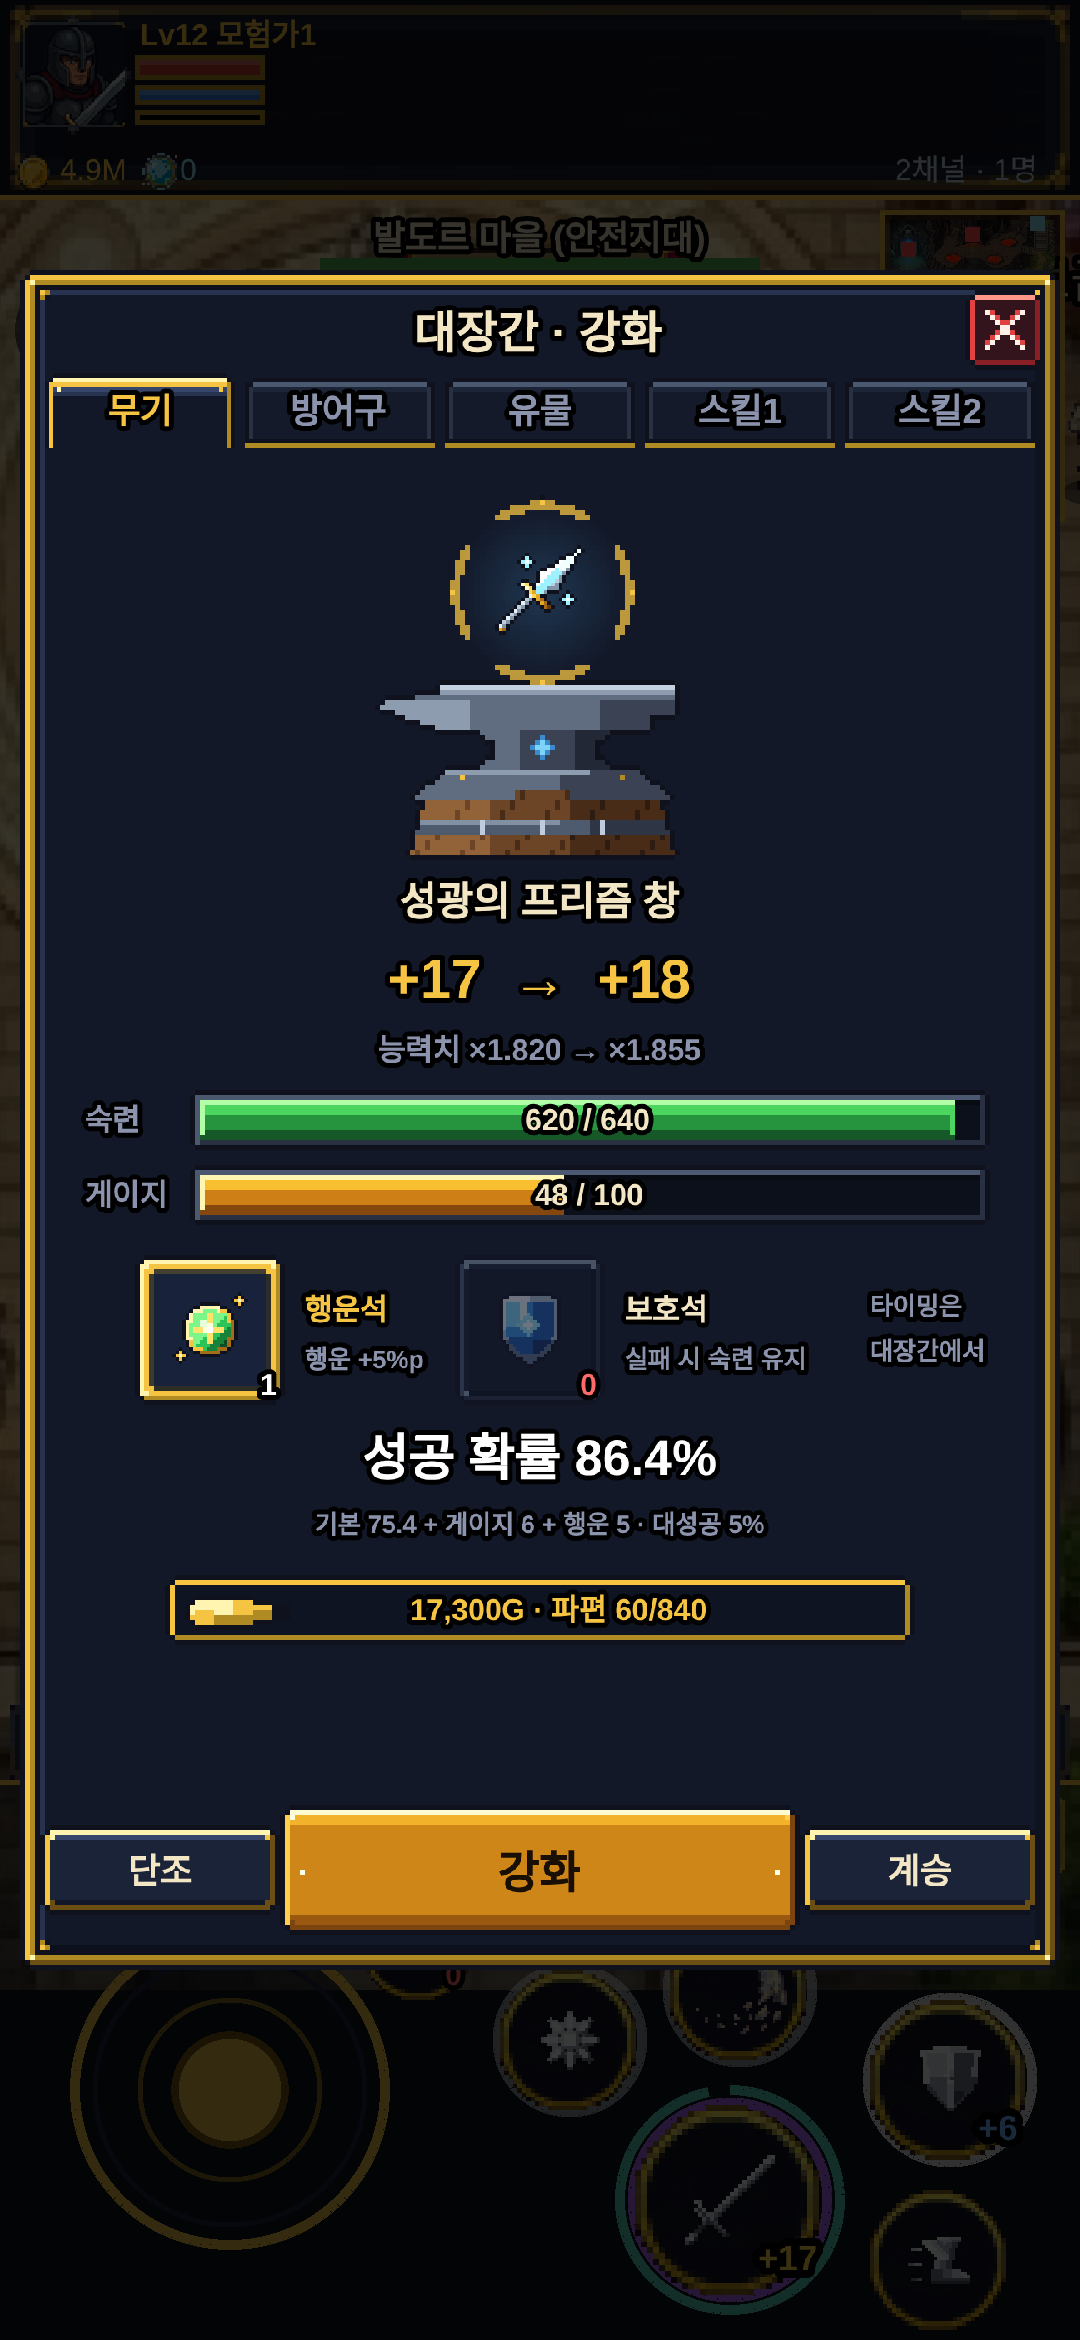 Lv12 모험가1
4.9M 0 2채널 · 1명
발도르 마을 (안전지대)
대장간 · 강화
무기 방어구 유물 스킬1 스킬2
성광의 프리즘 창
+17 → +18
능력치 ×1.820 → ×1.855
숙련 620 / 640
게이지 48 / 100
행운석
행운 +5%p
1
보호석
실패 시 숙련 유지
0
타이밍은
대장간에서
성공 확률 86.4%
기본 75.4 + 게이지 6 + 행운 5 · 대성공 5%
17,300G · 파편 60/840
단조 강화 계승
0
+6
+17